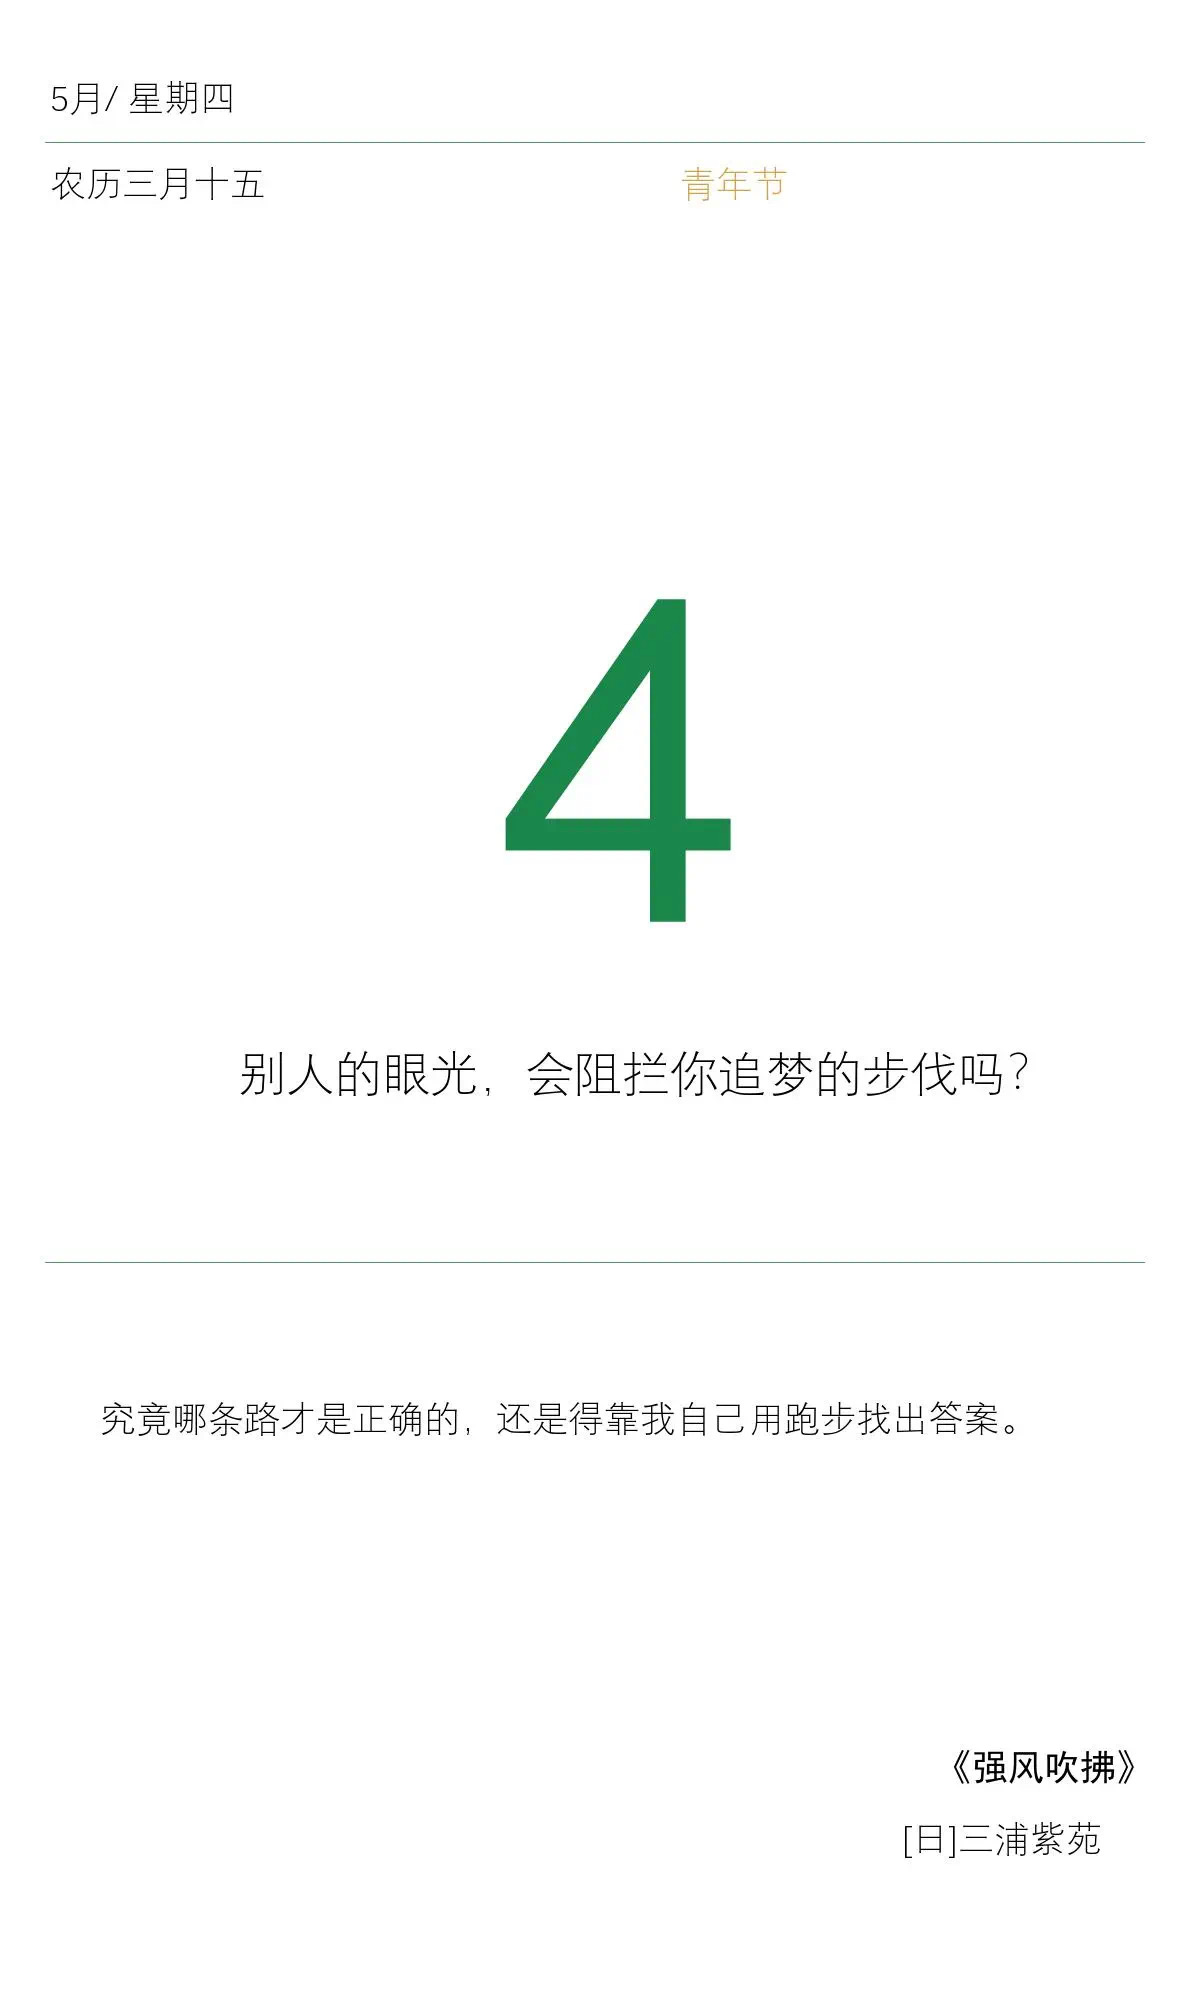 5月/ 星期四
农历三月十五
青年节
4
别人的眼光，会阻拦你追梦的步伐吗？
究竟哪条路才是正确的，还是得靠我自己用跑步找出答案。
《强风吹拂》
[日]三浦紫苑